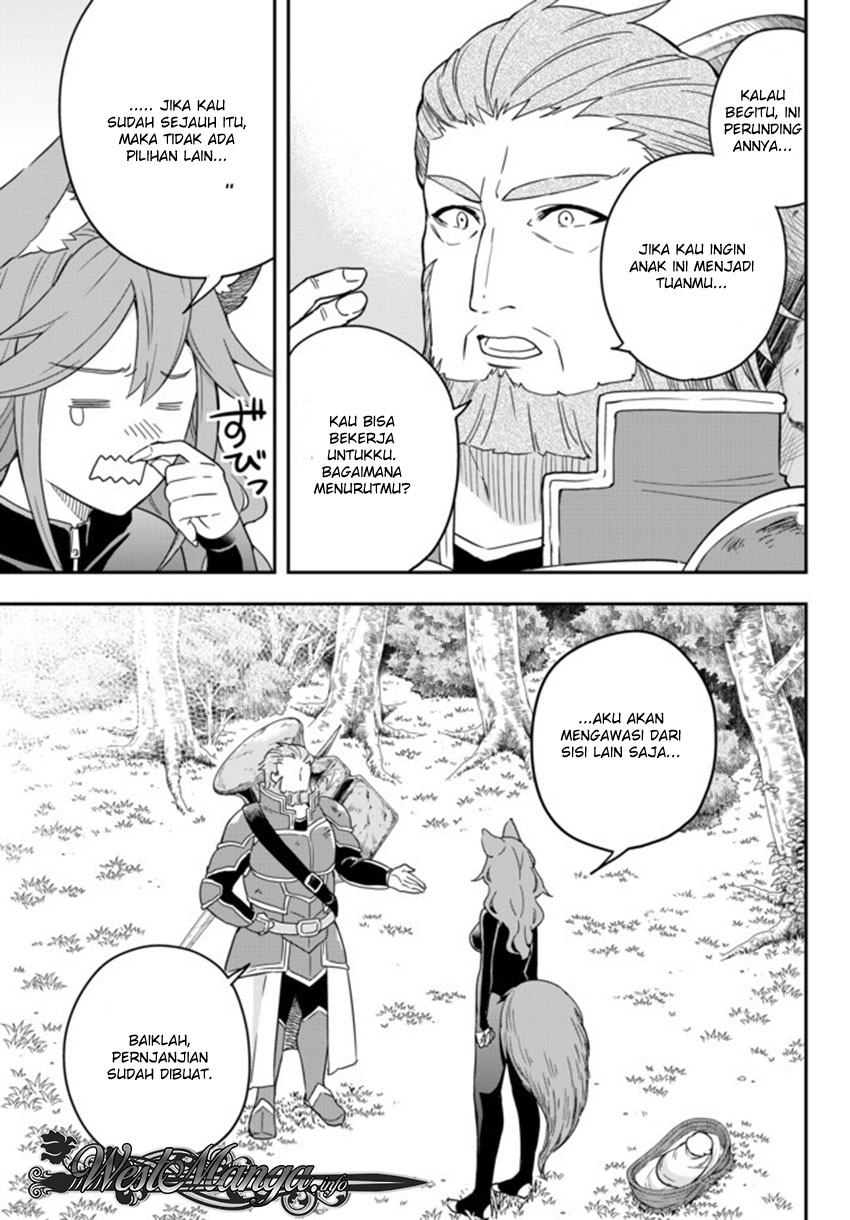 KALAU
BEGITU, INI
PERUNDING
ANNYA...
JIKA KAU INGIN
ANAK INI MENJADI
TUANMU...
KAU BISA
BEKERJA
UNTUKKU.
BAGAIMANA
MENURUTMU?
..... JIKA KAU
SUDAH SEJAUH ITU,
MAKA TIDAK ADA
PILIHAN LAIN...
"
ずびっ
...AKU AKAN
MENGAWASI DARI
SISI LAIN SAJA...
BAIKLAH,
PERNJANJIAN
SUDAH DIBUAT.
WestManga.info